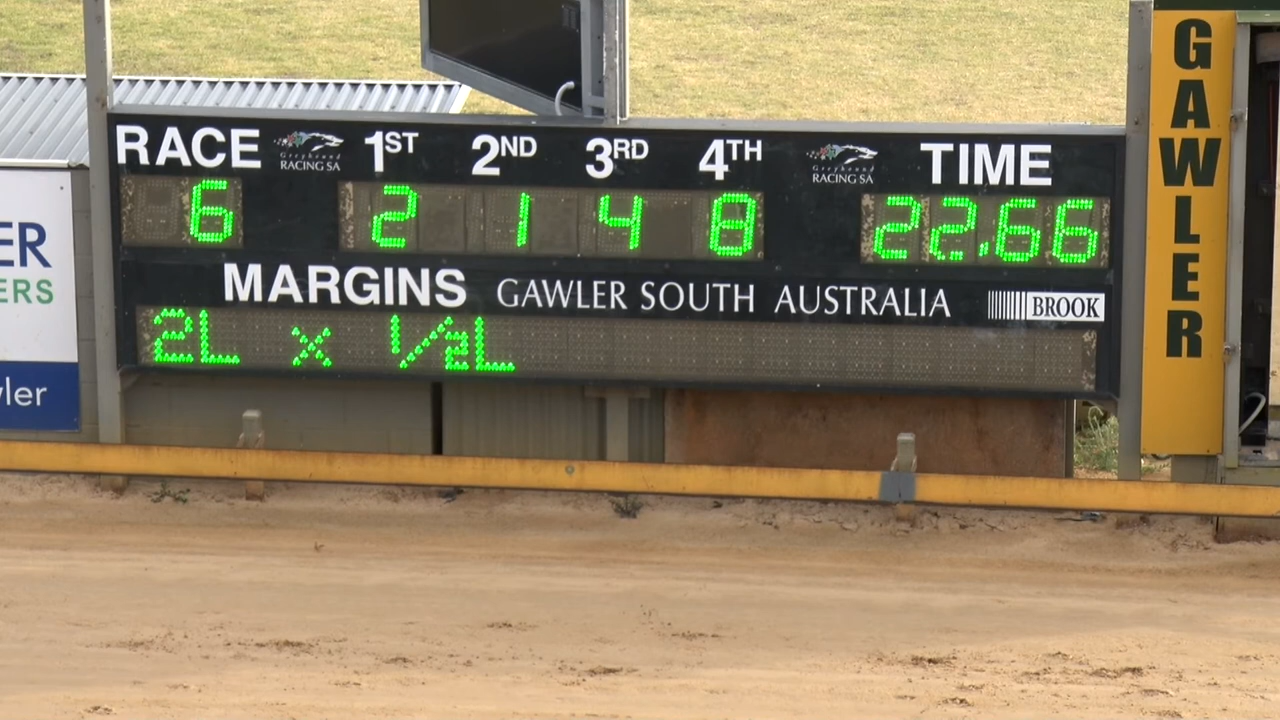 RACE Greyhound RACING SA 1ST 2ND 3RD 4TH Greyhound RACING SA TIME
6 2 1 4 8 22.66
MARGINS GAWLER SOUTH AUSTRALIA BROOK
2L x 1/2L
GAWLER
ER
ERS
ler